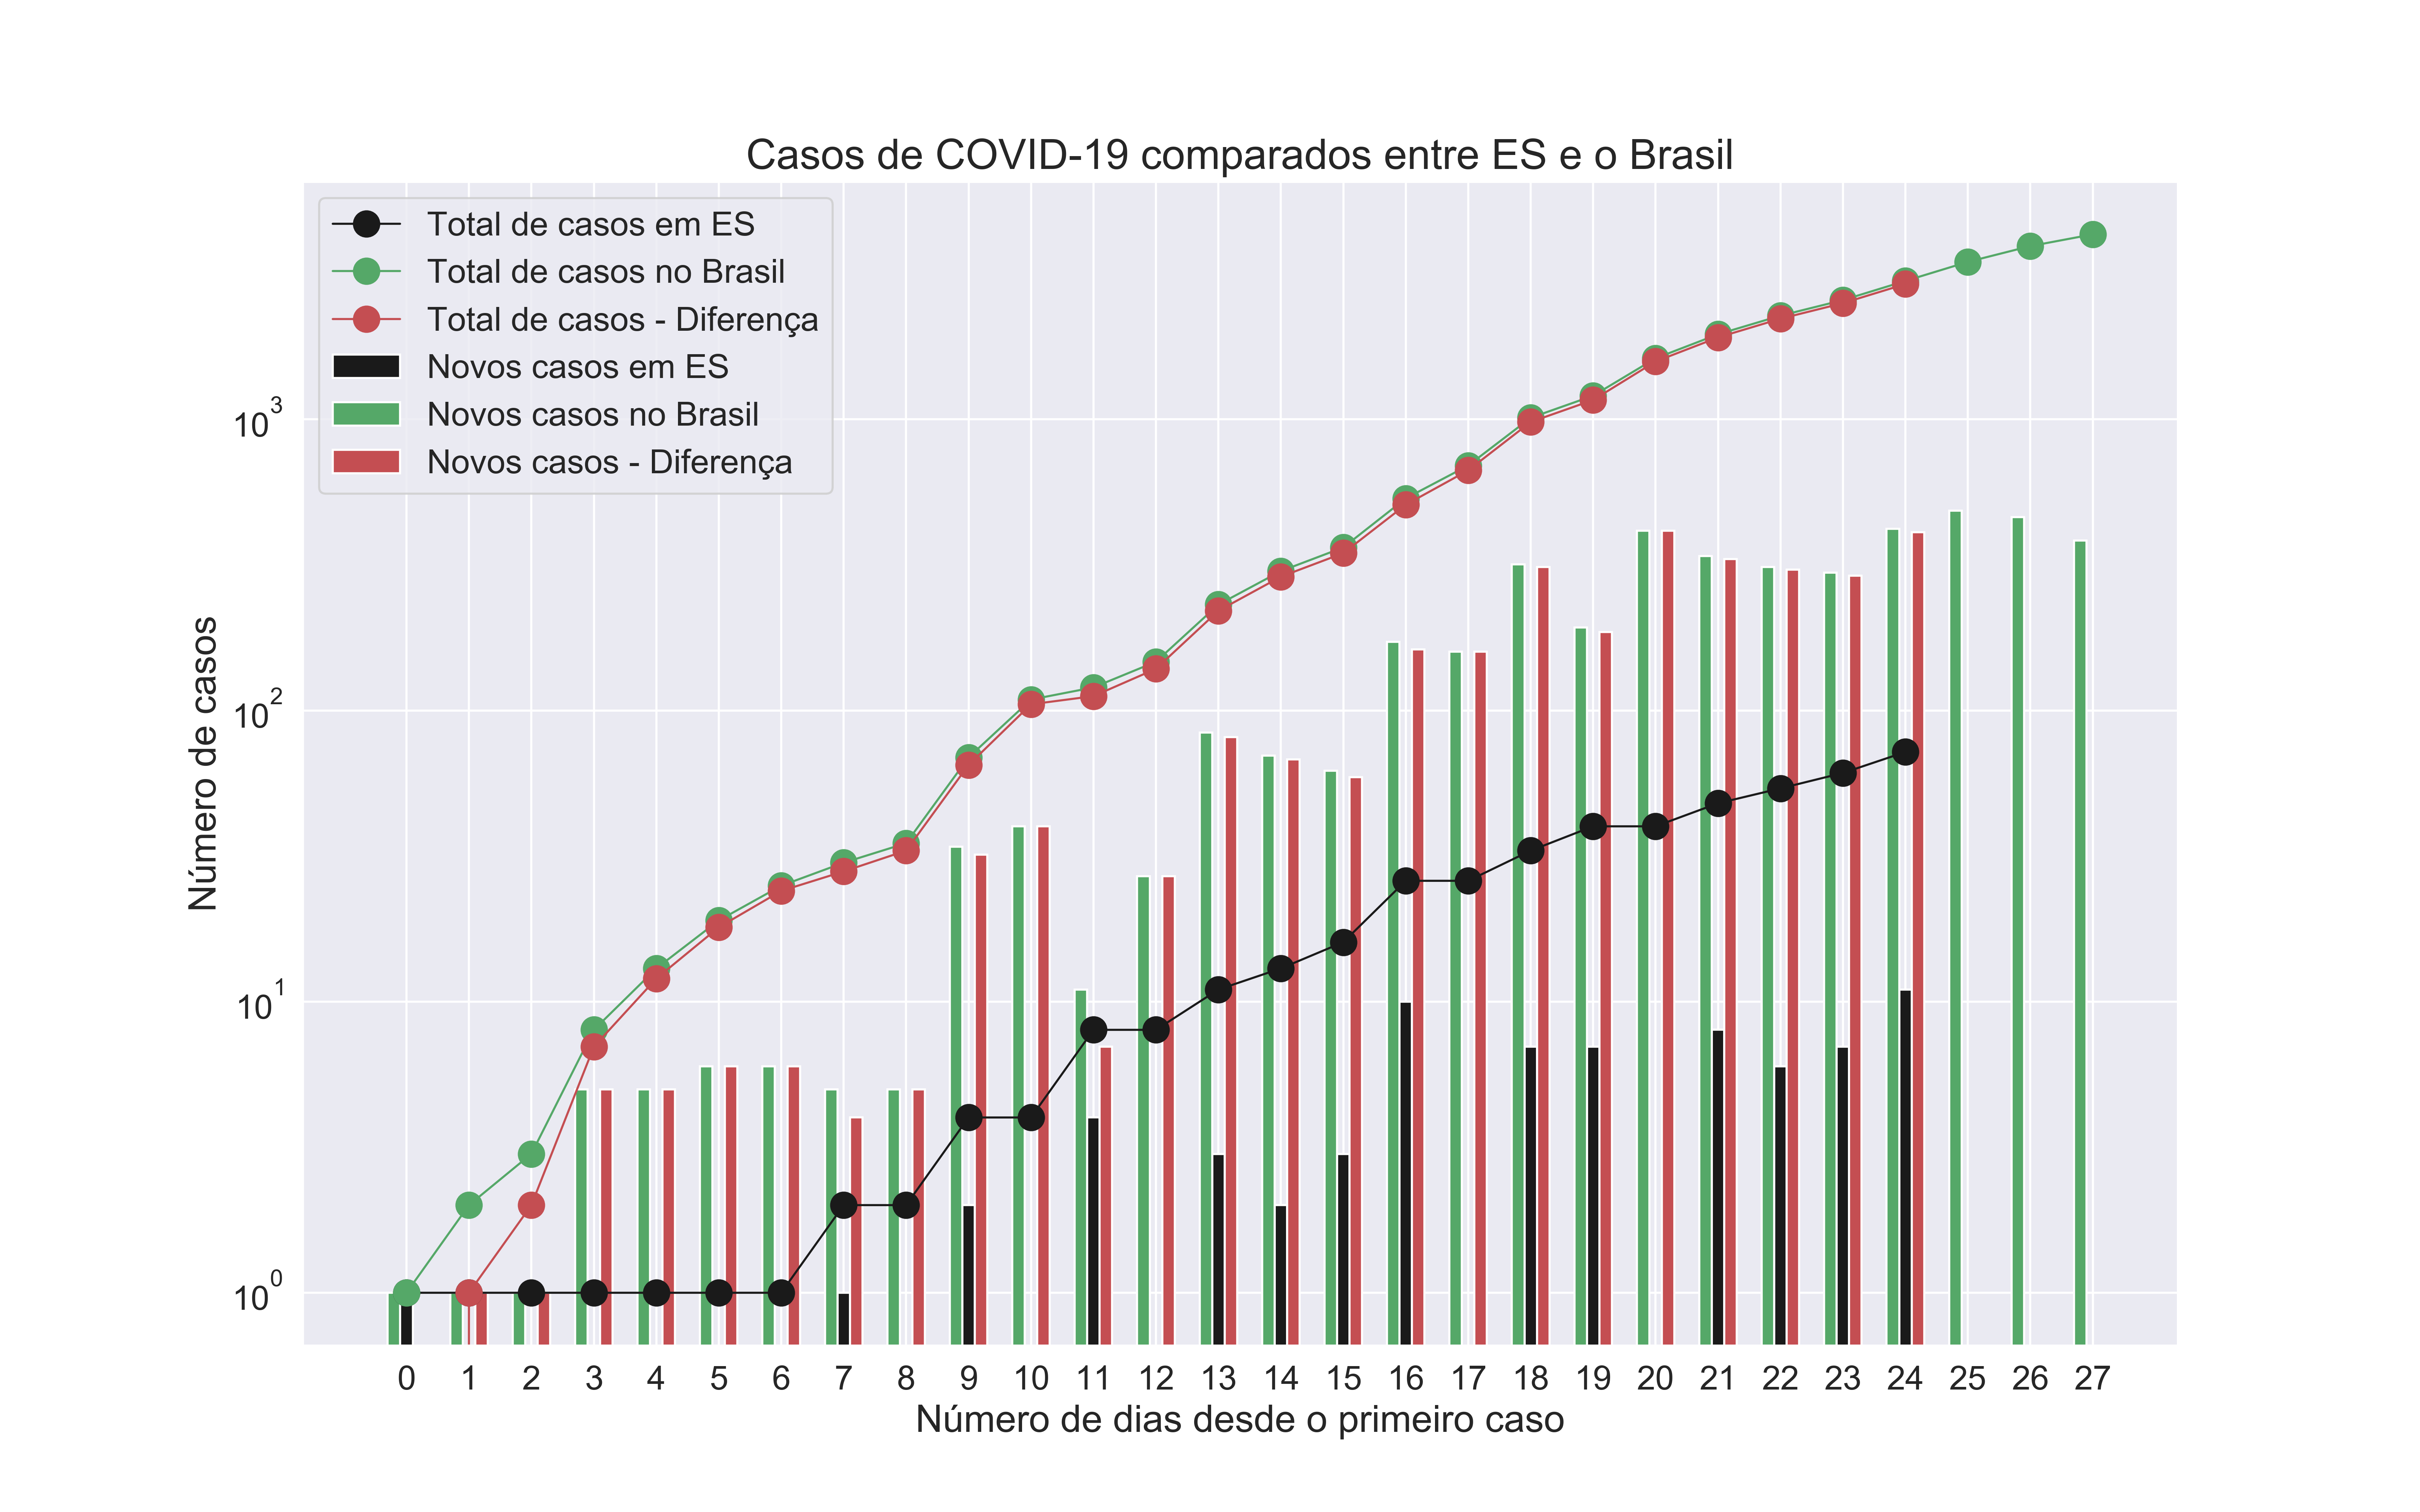 Casos de COVID-19 comparados entre ES e o Brasil
Total de casos em ES
Total de casos no Brasil
Total de casos - Diferença
Novos casos em ES
Novos casos no Brasil
Novos casos - Diferença
10³
10²
10¹
10⁰
Número de casos
0 1 2 3 4 5 6 7 8 9 10 11 12 13 14 15 16 17 18 19 20 21 22 23 24 25 26 27
Número de dias desde o primeiro caso